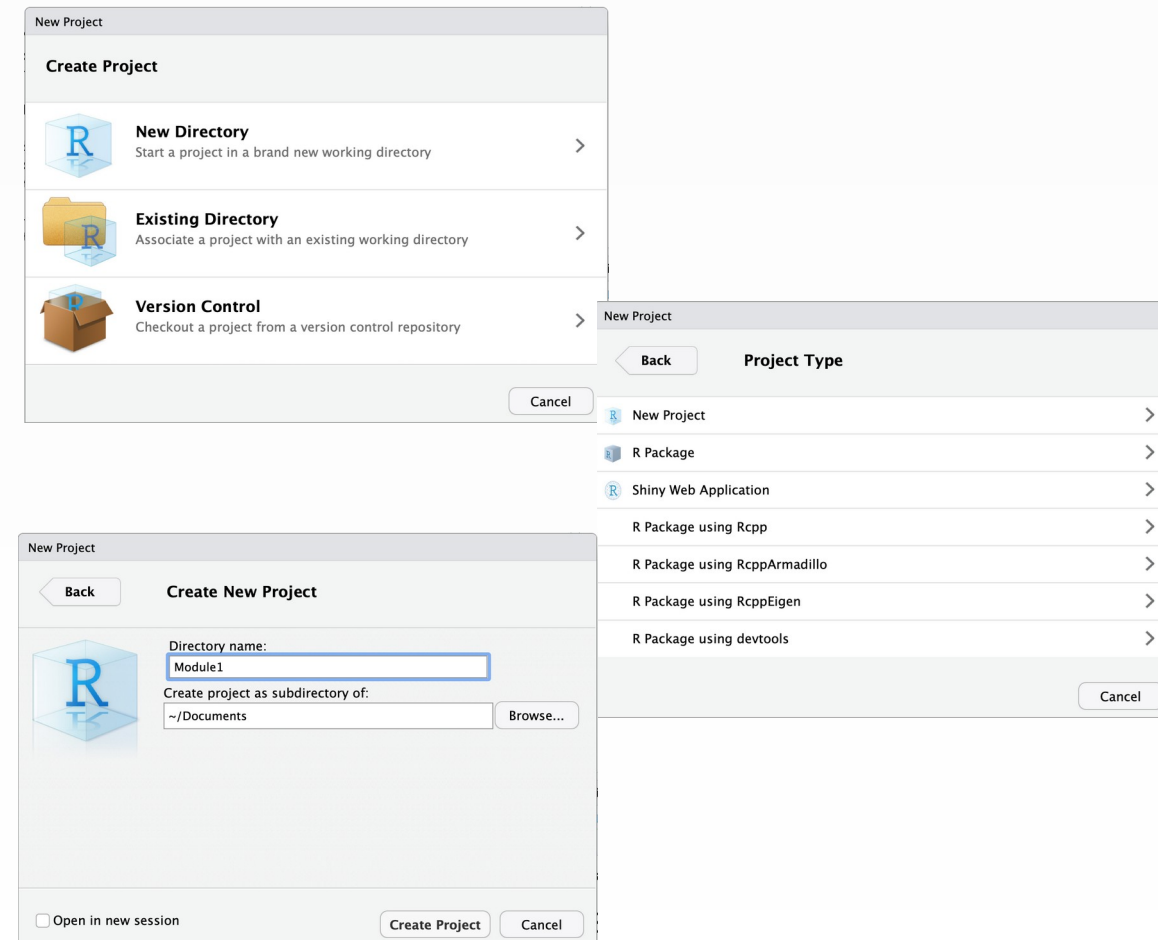 New Project
Create Project
New Directory
Start a project in a brand new working directory
Existing Directory
Associate a project with an existing working directory
Version Control
Checkout a project from a version control repository
Cancel
New Project
Back
Project Type
New Project
R Package
Shiny Web Application
R Package using Rcpp
R Package using RcppArmadillo
R Package using RcppEigen
R Package using devtools
Cancel
New Project
Back
Create New Project
Directory name:
Module1
Create project as subdirectory of:
~/Documents
Browse...
Open in new session
Create Project
Cancel